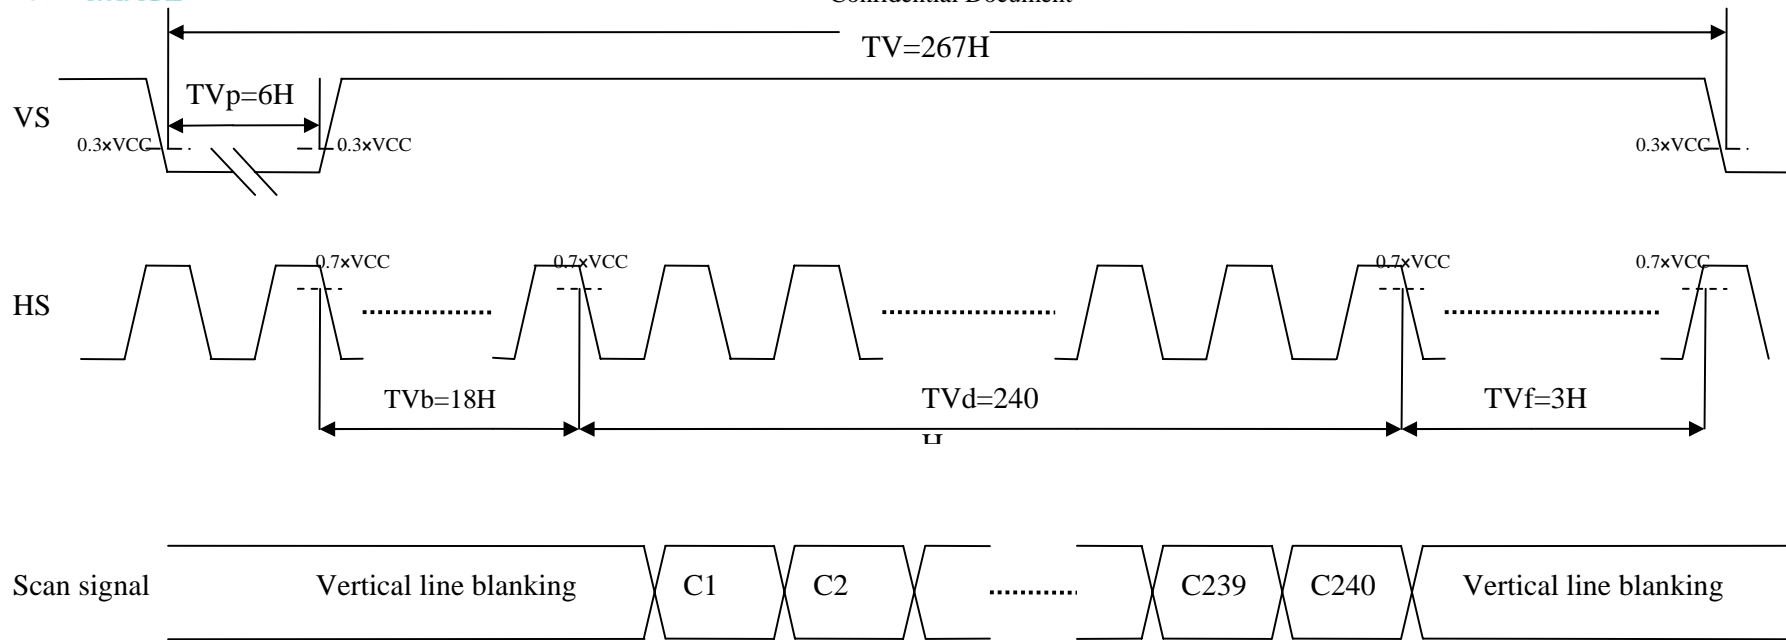 Confidential Document
TV=267H
TVp=6H
VS
0.3×VCC
0.3×VCC
0.3×VCC
0.7×VCC
0.7×VCC
0.7×VCC
0.7×VCC
HS
TVb=18H
TVd=240
H
TVf=3H
Scan signal
Vertical line blanking
C1
C2
C239
C240
Vertical line blanking